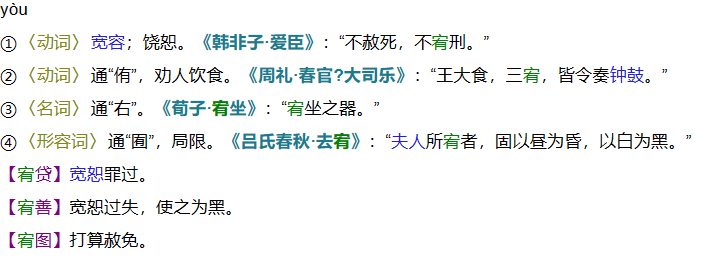 yòu
①〈动词〉宽容；饶恕。《韩非子·爱臣》：“不赦死，不宥刑。”
②〈动词〉通“侑”，劝人饮食。《周礼·春官?大司乐》：“王大食，三宥，皆令奏钟鼓。”
③〈名词〉通“右”。《荀子·宥坐》：“宥坐之器。”
④〈形容词〉通“囿”，局限。《吕氏春秋·去宥》：“夫人所宥者，固以昼为昏，以白为黑。”
【宥贷】宽恕罪过。
【宥善】宽恕过失，使之为黑。
【宥图】打算赦免。